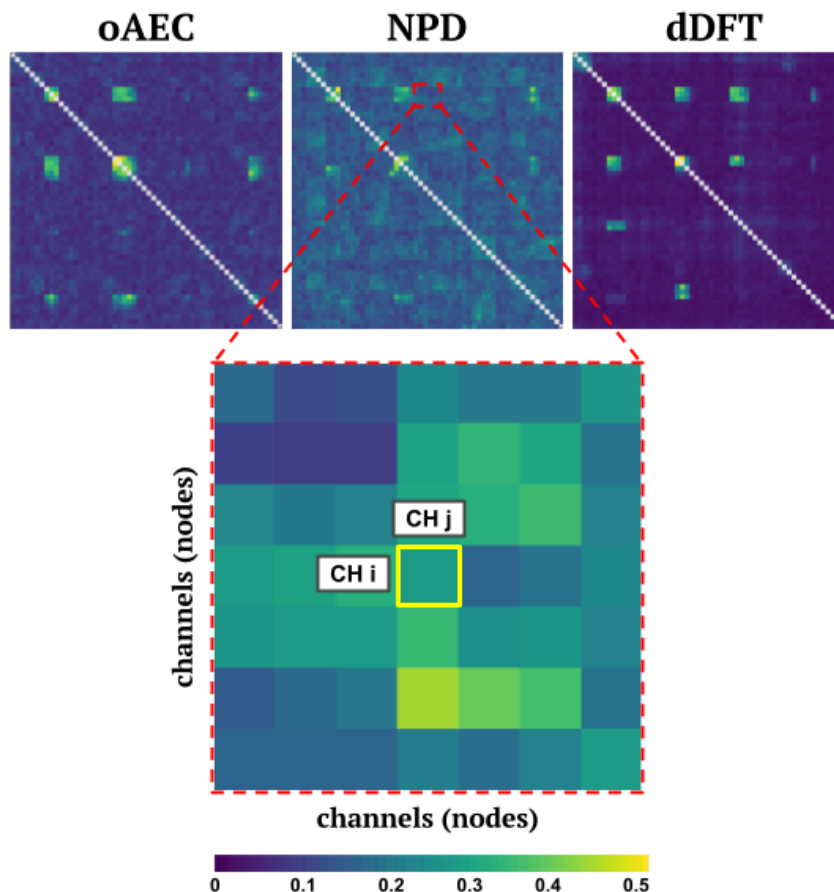 oAEC NPD dDFT
CH j
CH i
channels (nodes)
channels (nodes)
0 0.1 0.2 0.3 0.4 0.5